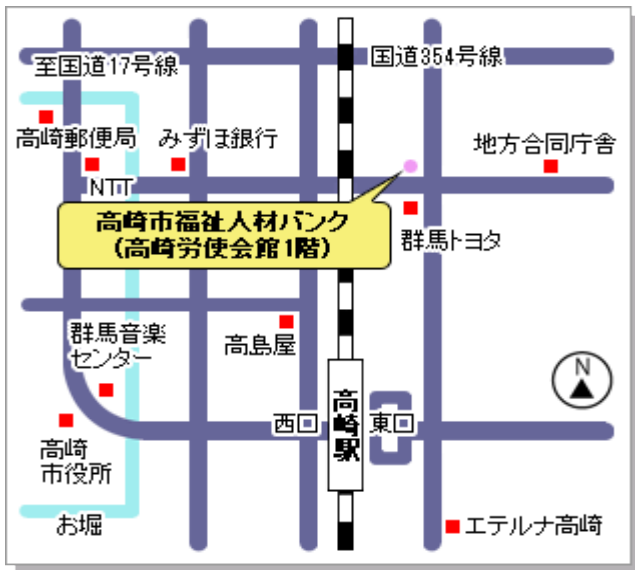 至国道17号線
国道354号線
高崎郵便局
みずほ銀行
地方合同庁舎
NTT
高崎市福祉人材バンク
(高崎労使会館1階)
群馬トヨタ
群馬音楽
センター
高島屋
N
高崎駅
西口
東口
高崎
市役所
お堀
エテルナ高崎